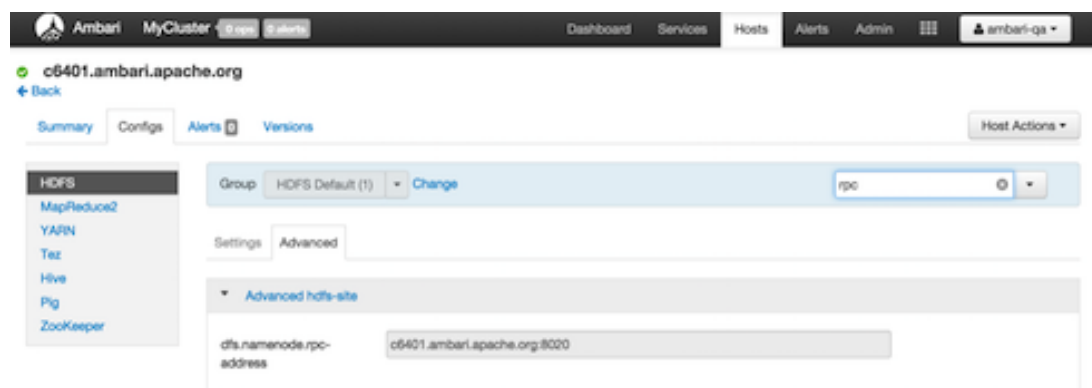 Ambari MyCluster 0 ops 0 alerts Dashboard Services Hosts Alerts Admin ambari-qa
c6401.ambari.apache.org
Back
Summary Configs Alerts 0 Versions Host Actions
HDFS
MapReduce2
YARN
Tez
Hive
Pig
ZooKeeper
Group HDFS Default (1) Change rpc
Settings Advanced
Advanced hdfs-site
dfs.namenode.rpc-
address
c6401.ambari.apache.org:8020